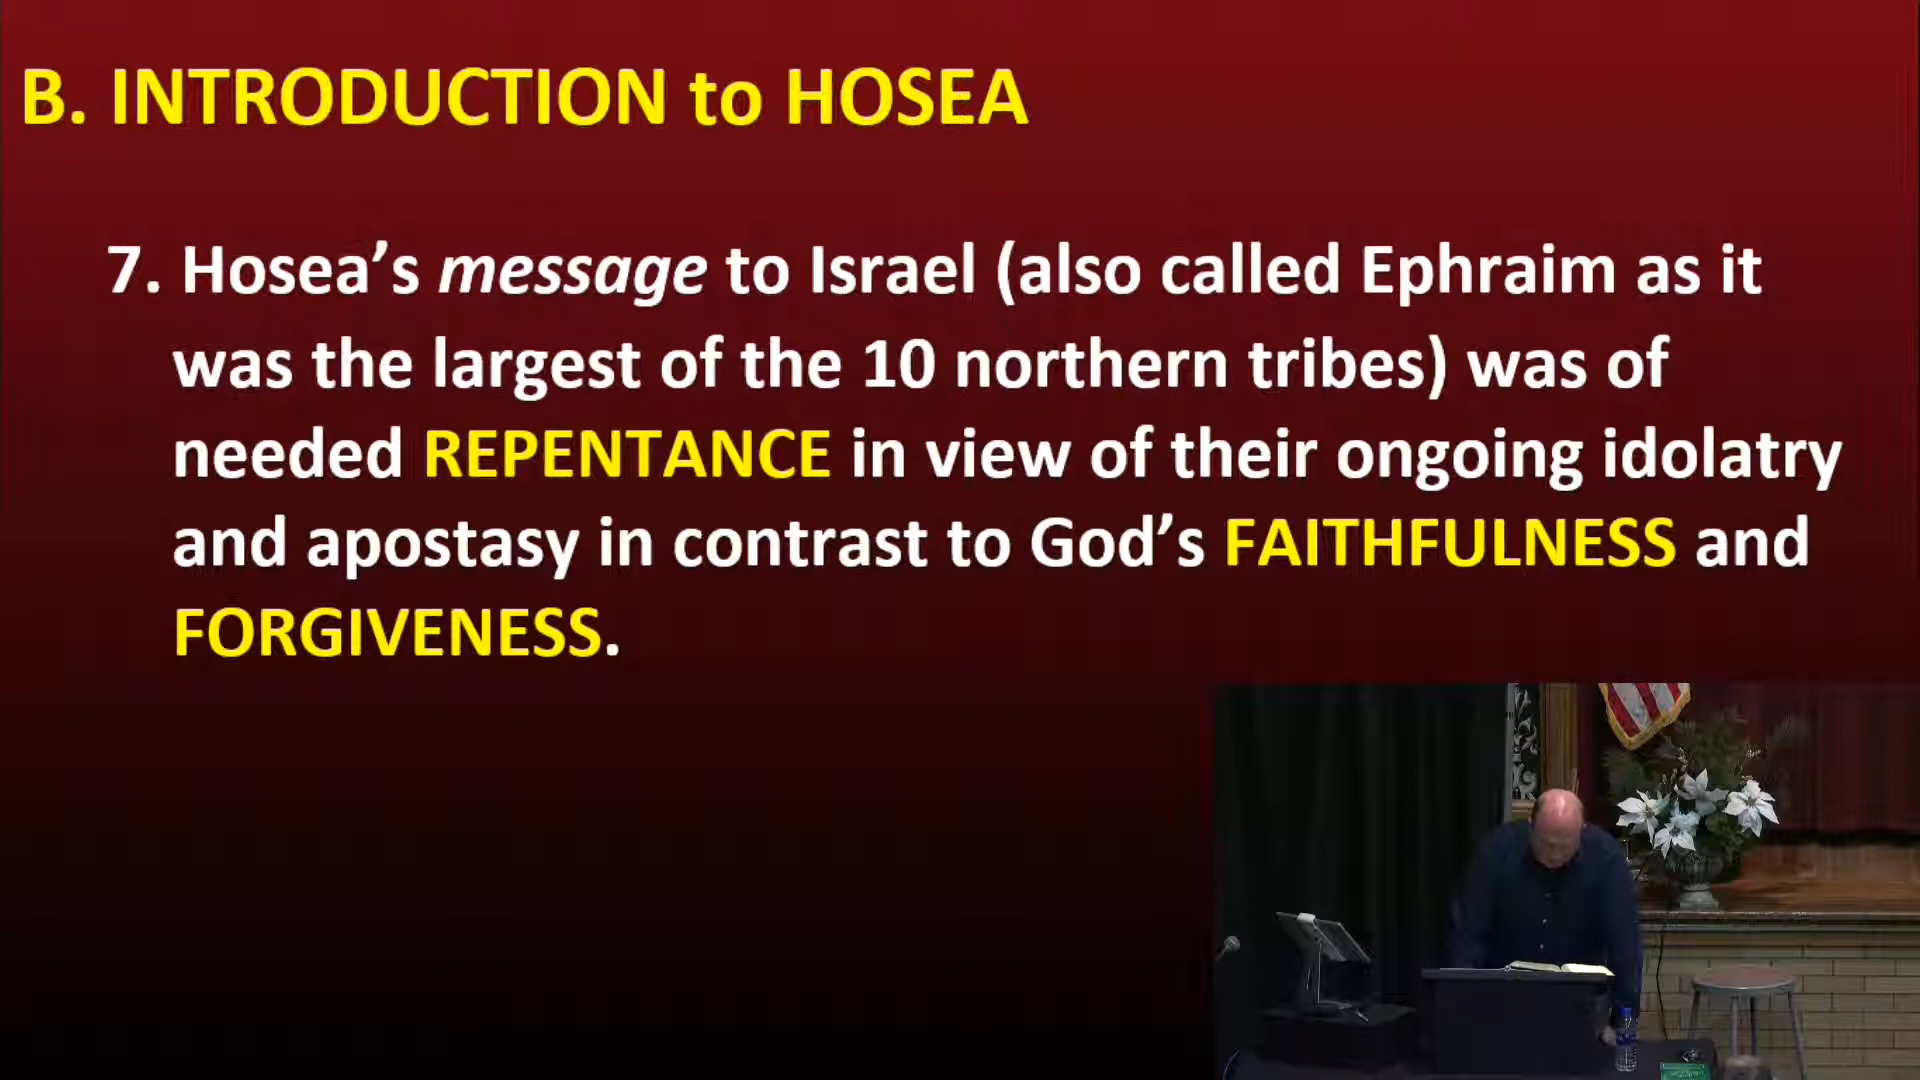 B. INTRODUCTION to HOSEA
7. Hosea’s message to Israel (also called Ephraim as it
was the largest of the 10 northern tribes) was of
needed REPENTANCE in view of their ongoing idolatry
and apostasy in contrast to God’s FAITHFULNESS and
FORGIVENESS.